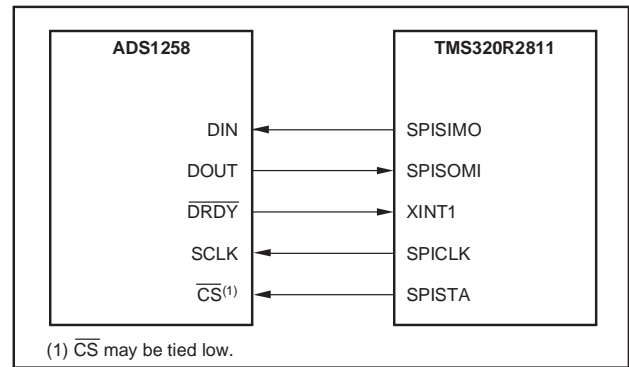 ADS1258 TMS320R2811
DIN SPISIMO
DOUT SPISOMI
DRDY XINT1
SCLK SPICLK
CS(1) SPISTA
(1) CS may be tied low.